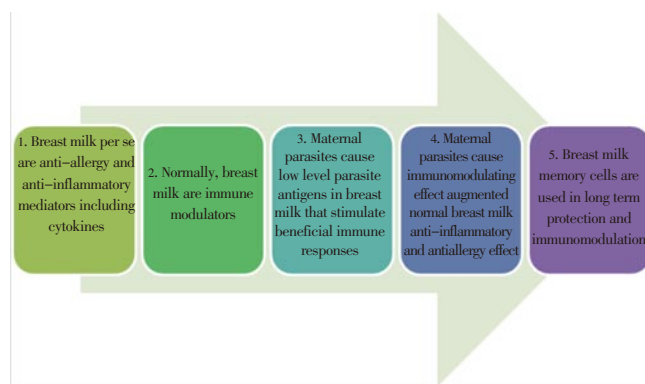 1. Breast milk per se
are anti-allergy and
anti-inflammatory
mediators including
cytokines
2. Normally, breast
milk are immune
modulators
3. Maternal
parasites cause
low level parasite
antigens in breast
milk that stimulate
beneficial immune
responses
4. Maternal
parasites cause
immunomodulating
effect augmented
normal breast milk
anti-inflammatory
and antiallergy effect
5. Breast milk
memory cells are
used in long term
protection and
immunomodulation